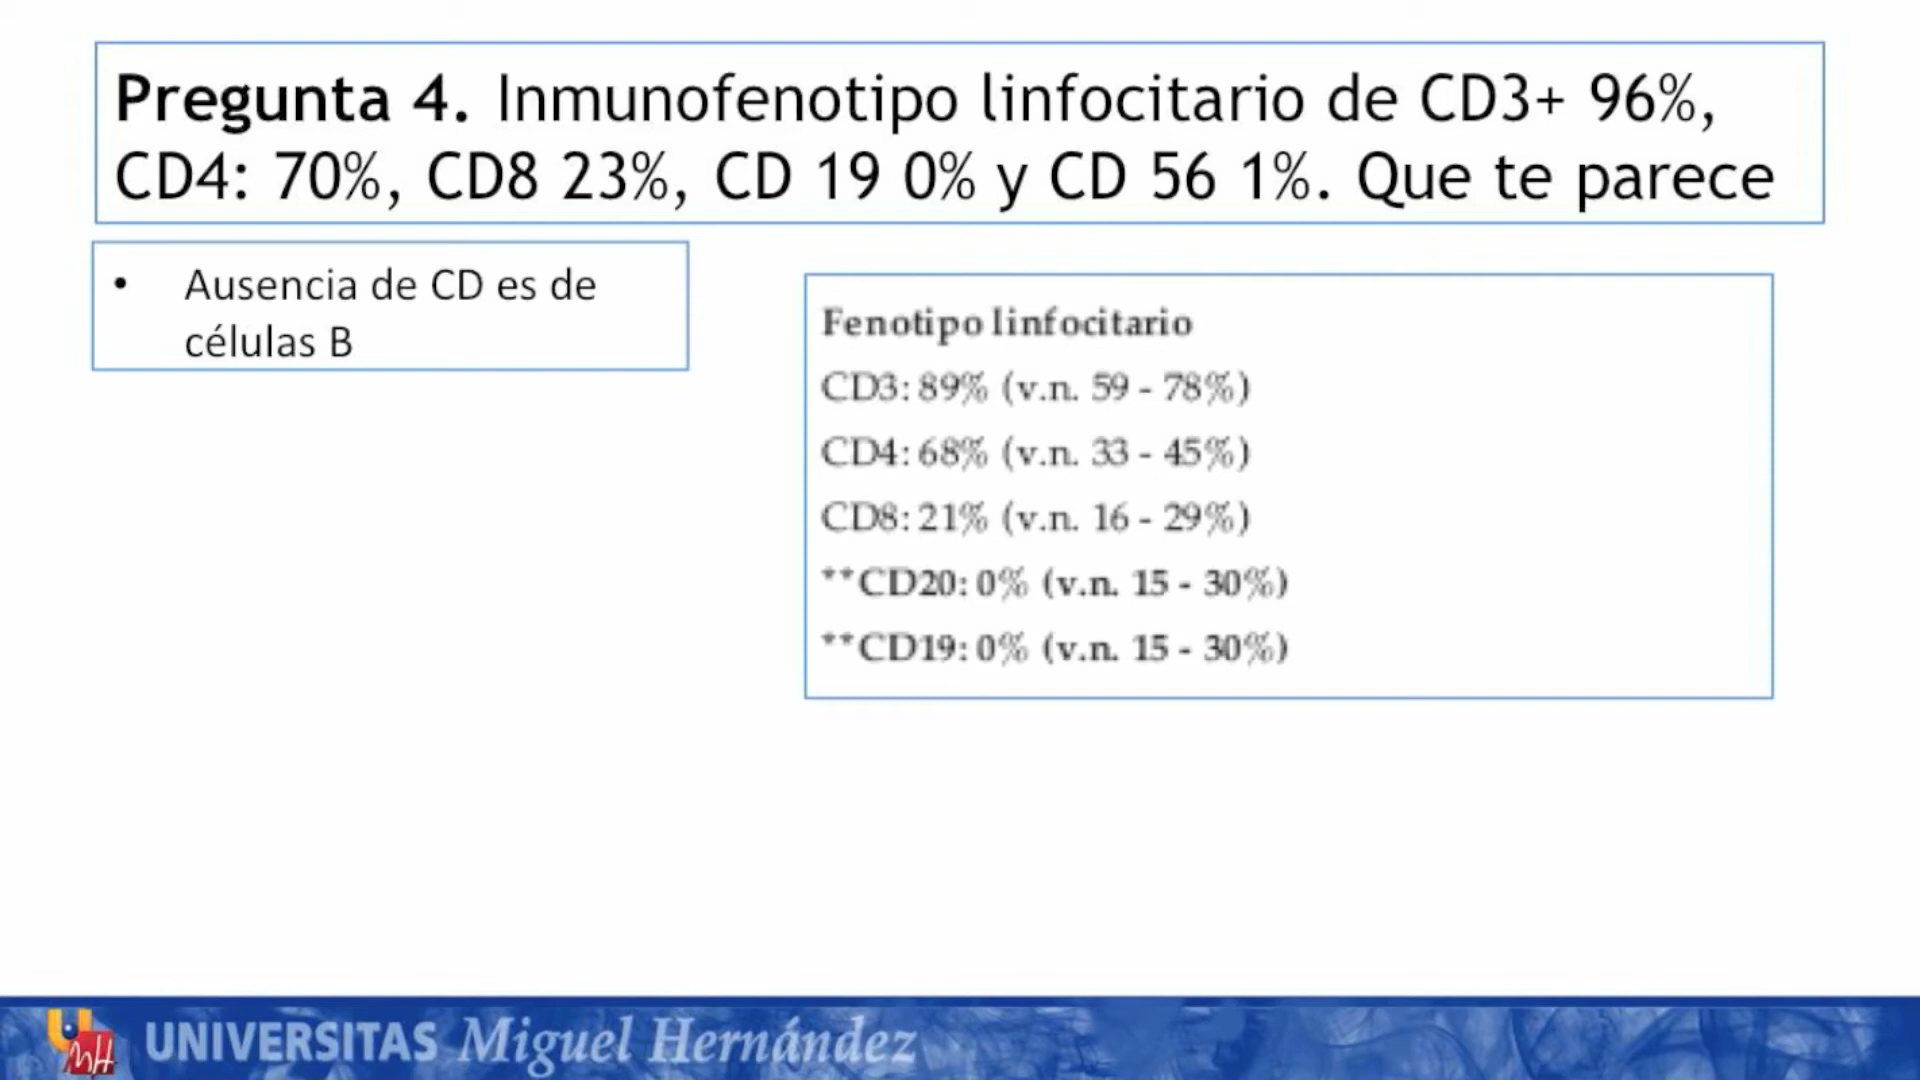 Pregunta 4. Inmunofenotipo linfocitario de CD3+ 96%,
CD4: 70%, CD8 23%, CD 19 0% y CD 56 1%. Que te parece
• Ausencia de CD es de
células B
Fenotipo linfocitario
CD3: 89% (v.n. 59 - 78%)
CD4: 68% (v.n. 33 - 45%)
CD8: 21% (v.n. 16 - 29%)
**CD20: 0% (v.n. 15 - 30%)
**CD19: 0% (v.n. 15 - 30%)
UNIVERSITAS Miguel Hernández